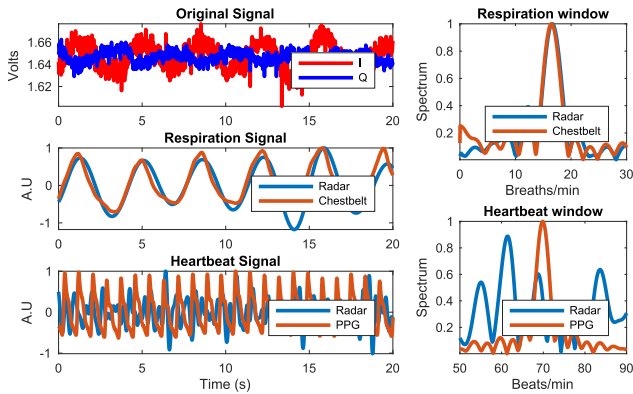 Original Signal
Volts
1.66
1.64
1.62
I
Q
0
5
10
15
20
Respiration Signal
A.U
1
0
-1
Radar
Chestbelt
0
5
10
15
20
Heartbeat Signal
A.U
1
0
-1
Radar
PPG
0
5
10
15
20
Time (s)
Respiration window
Spectrum
1
0.8
0.6
0.4
0.2
Radar
Chestbelt
0
10
20
30
Breaths/min
Heartbeat window
Spectrum
1
0.8
0.6
0.4
0.2
Radar
PPG
50
60
70
80
90
Beats/min